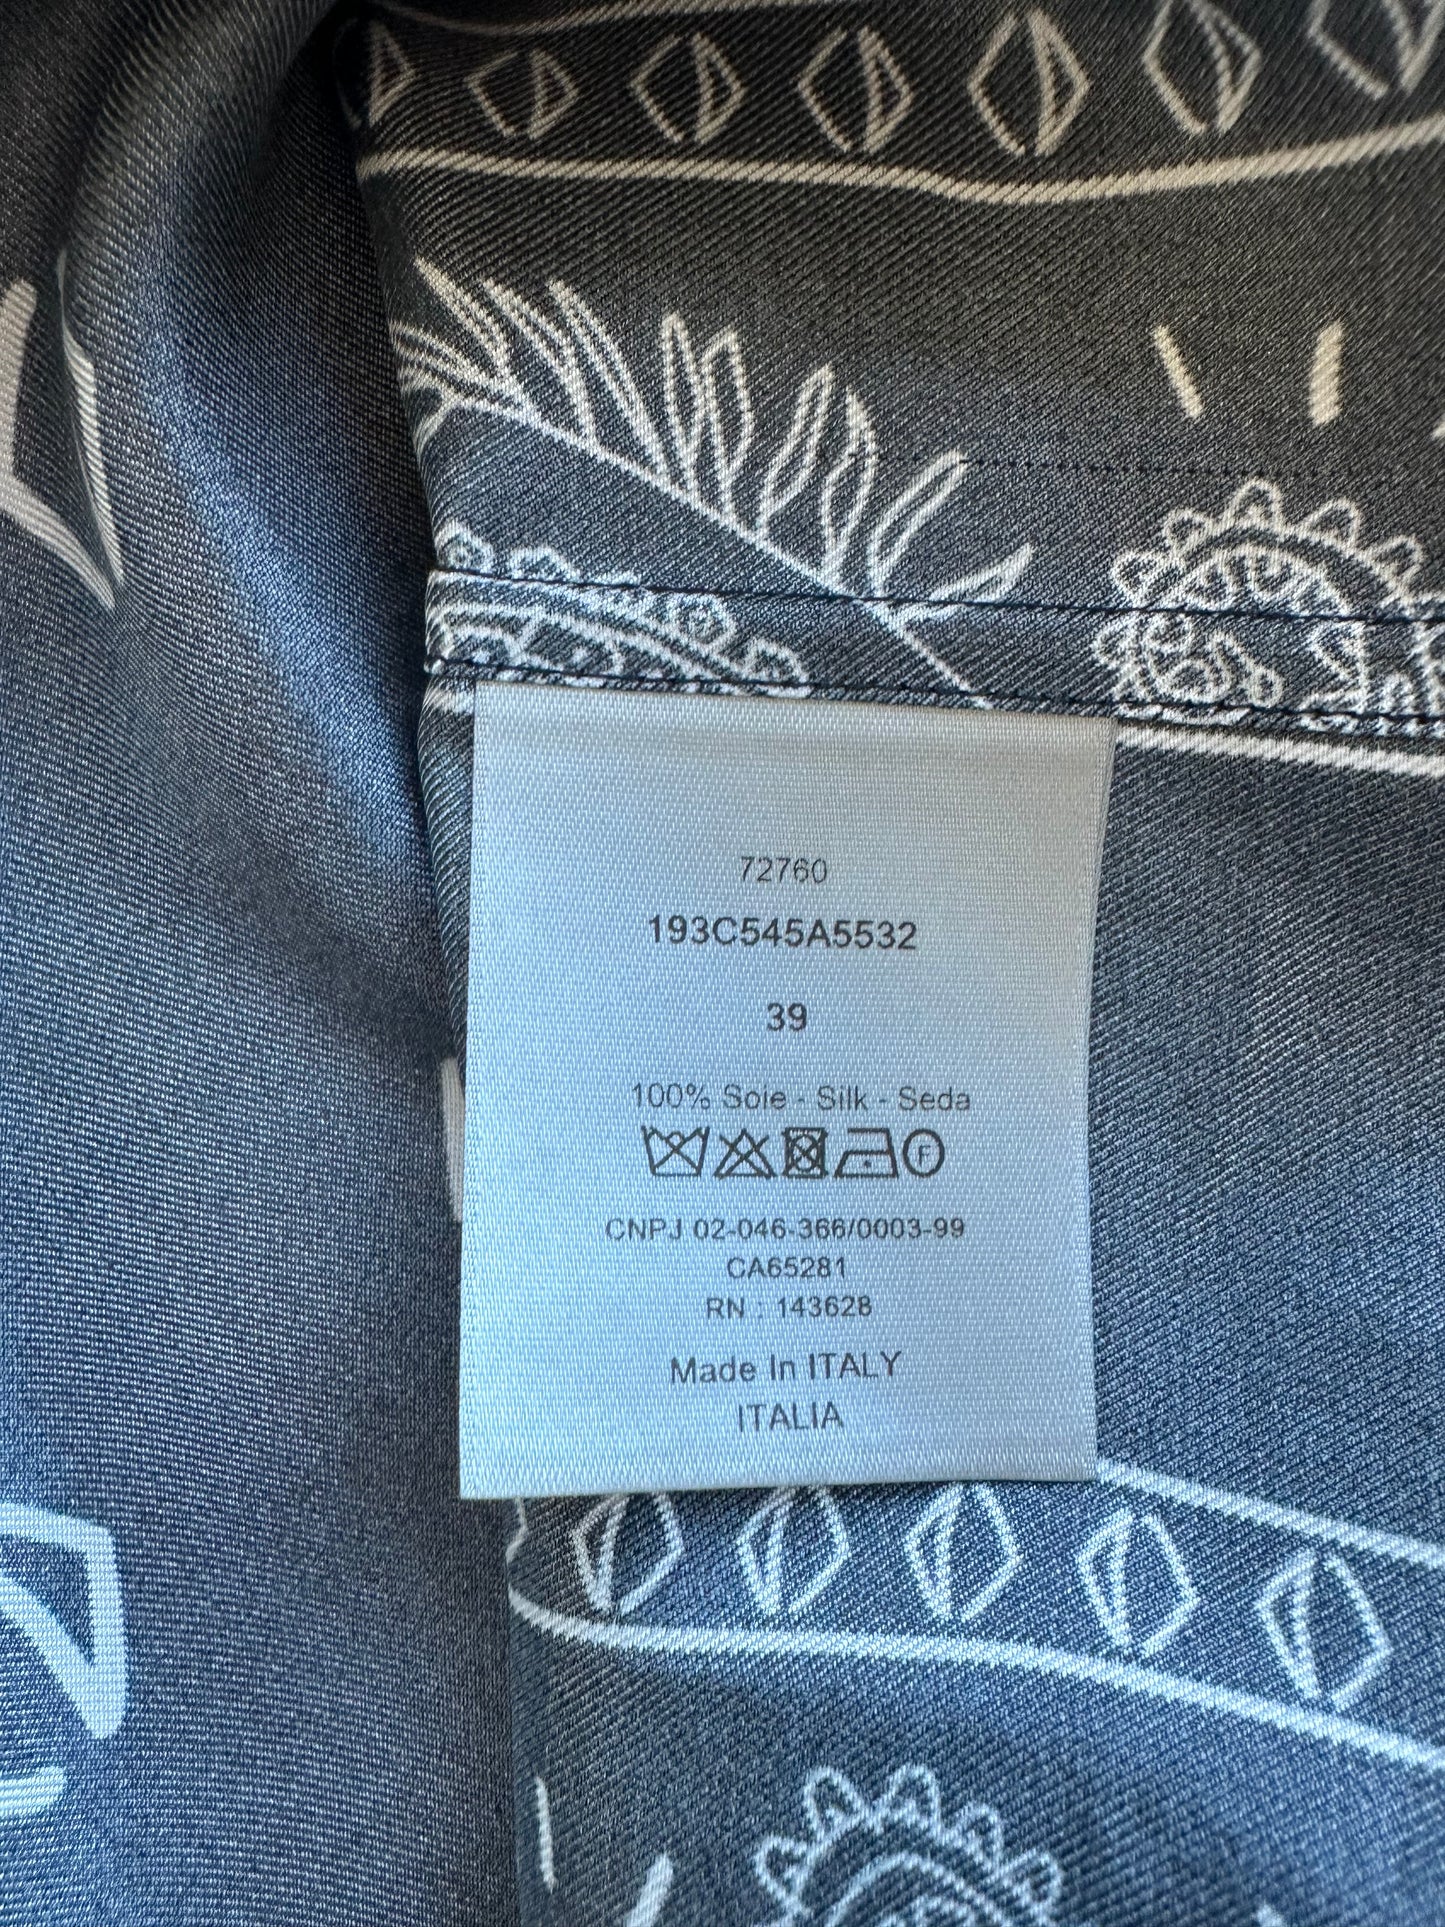 72760
193C545A5532
39
100% Soie - Silk - Seda
F
CNPJ 02-046-366/0003-99
CA65281
RN : 143628
Made In ITALY
ITALIA